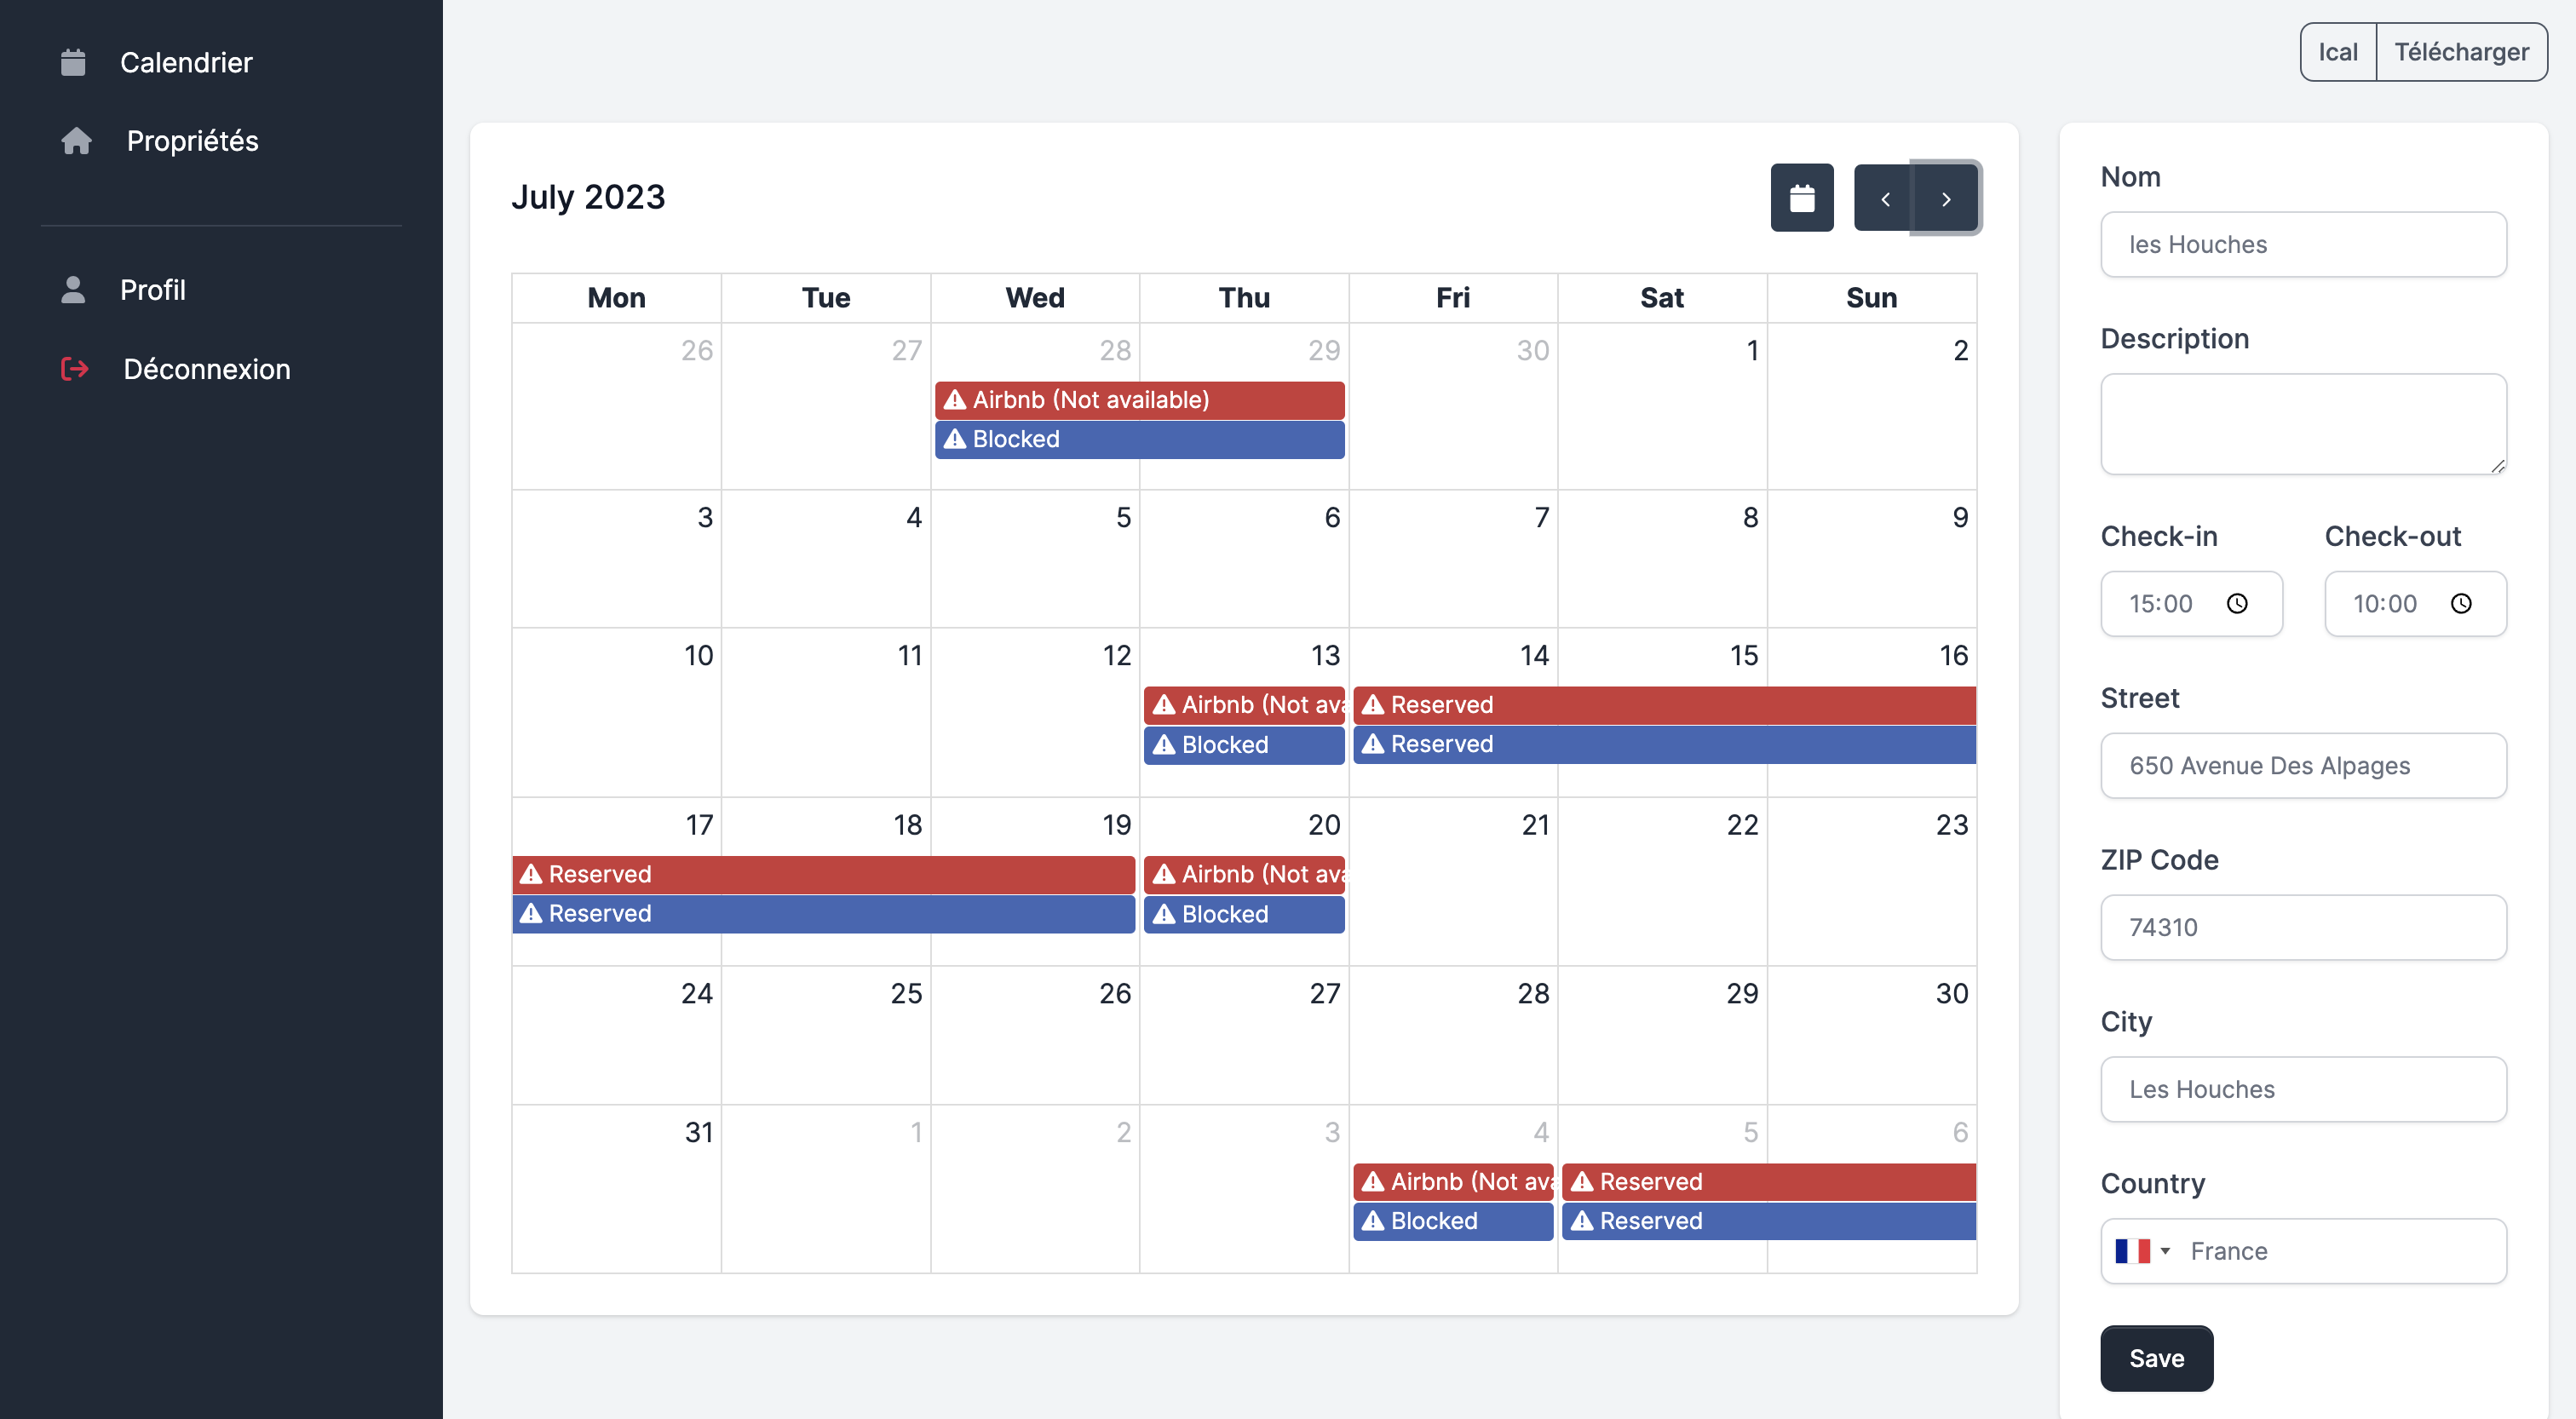 Calendrier
Propriétés
Profil
Déconnexion
Ical Télécharger
July 2023
Mon Tue Wed Thu Fri Sat Sun
26 27 28 29 30 1 2
Airbnb (Not available)
Blocked
3 4 5 6 7 8 9
10 11 12 13 14 15 16
Airbnb (Not ava Reserved
Blocked Reserved
17 18 19 20 21 22 23
Reserved Airbnb (Not ava
Reserved Blocked
24 25 26 27 28 29 30
31 1 2 3 4 5 6
Airbnb (Not ava Reserved
Blocked Reserved
Nom
les Houches
Description
Check-in Check-out
15:00 10:00
Street
650 Avenue Des Alpages
ZIP Code
74310
City
Les Houches
Country
France
Save